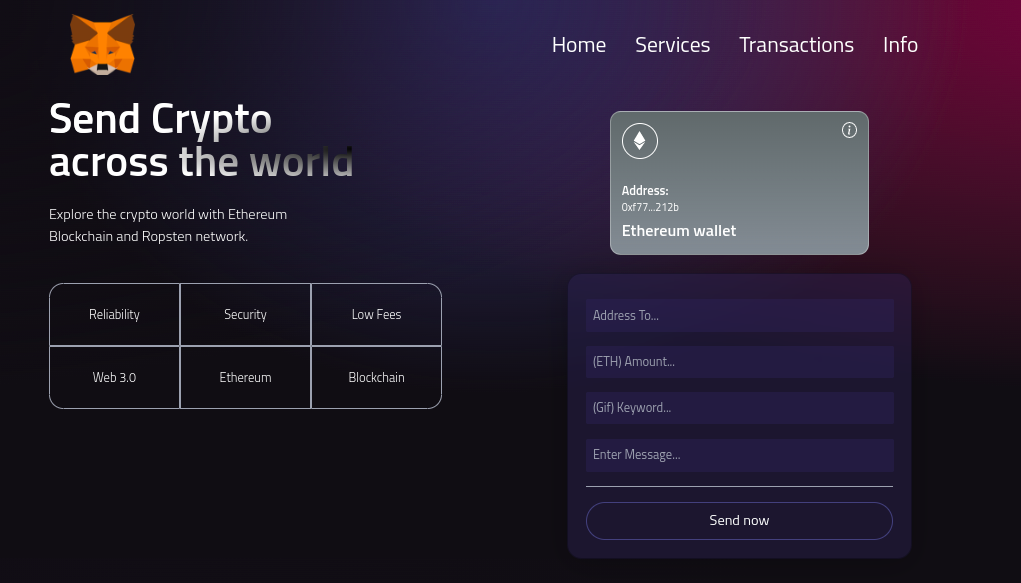 Home Services Transactions Info
Send Crypto
across the world
Explore the crypto world with Ethereum
Blockchain and Ropsten network.
Reliability Security Low Fees
Web 3.0 Ethereum Blockchain
i
Address:
0xf77...212b
Ethereum wallet
Address To...
(ETH) Amount...
(Gif) Keyword...
Enter Message...
Send now